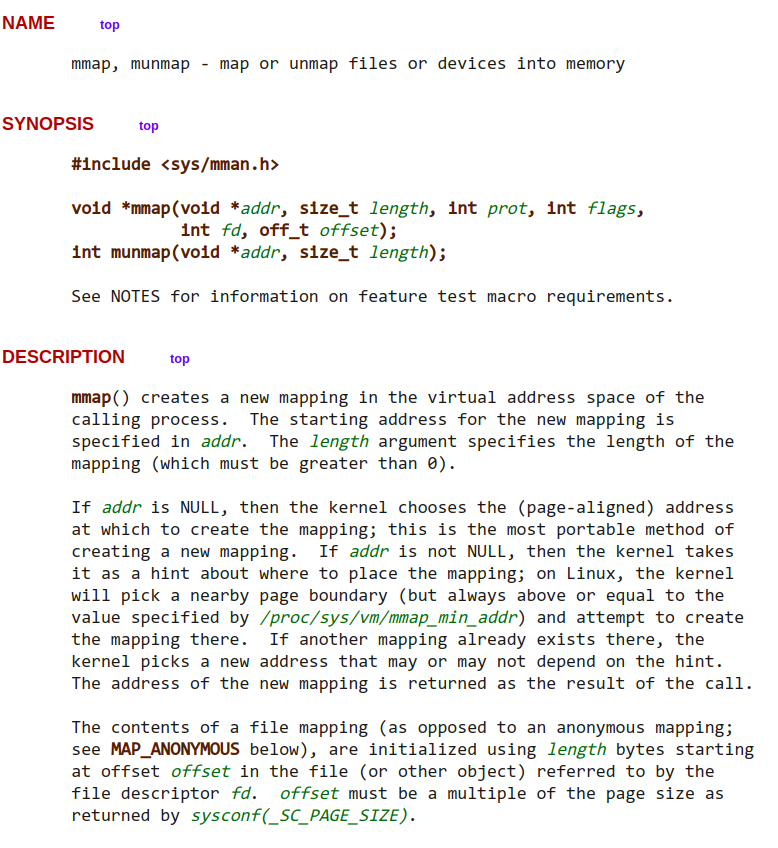 NAME top
mmap, munmap - map or unmap files or devices into memory
SYNOPSIS top
#include <sys/mman.h>
void *mmap(void *addr, size_t length, int prot, int flags,
int fd, off_t offset);
int munmap(void *addr, size_t length);
See NOTES for information on feature test macro requirements.
DESCRIPTION top
mmap() creates a new mapping in the virtual address space of the
calling process.  The starting address for the new mapping is
specified in addr.  The length argument specifies the length of the
mapping (which must be greater than 0).
If addr is NULL, then the kernel chooses the (page-aligned) address
at which to create the mapping; this is the most portable method of
creating a new mapping.  If addr is not NULL, then the kernel takes
it as a hint about where to place the mapping; on Linux, the kernel
will pick a nearby page boundary (but always above or equal to the
value specified by /proc/sys/vm/mmap_min_addr) and attempt to create
the mapping there.  If another mapping already exists there, the
kernel picks a new address that may or may not depend on the hint.
The address of the new mapping is returned as the result of the call.
The contents of a file mapping (as opposed to an anonymous mapping;
see MAP_ANONYMOUS below), are initialized using length bytes starting
at offset offset in the file (or other object) referred to by the
file descriptor fd.  offset must be a multiple of the page size as
returned by sysconf(_SC_PAGE_SIZE).